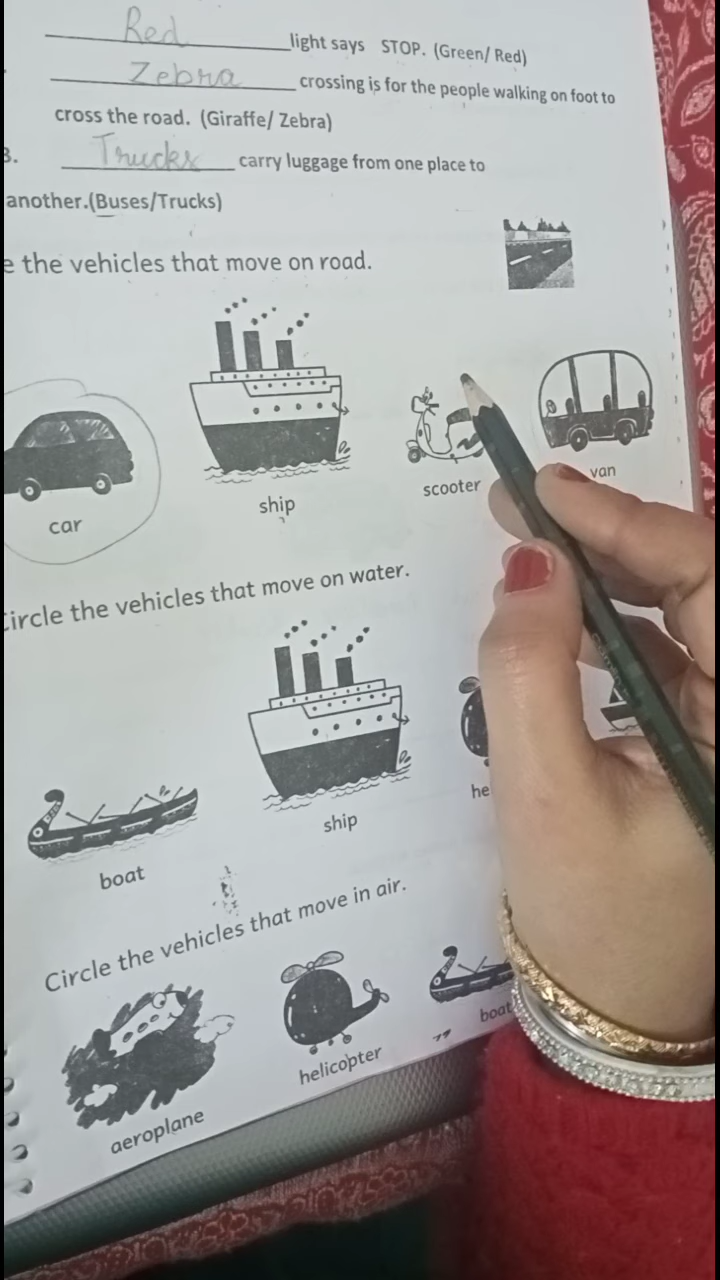 Red light says STOP. (Green/ Red)
Zebra crossing is for the people walking on foot to
cross the road. (Giraffe/ Zebra)
3. Trucks carry luggage from one place to
another.(Buses/Trucks)
e the vehicles that move on road.
car ship scooter van
Circle the vehicles that move on water.
boat ship he
Circle the vehicles that move in air.
aeroplane helicopter boat